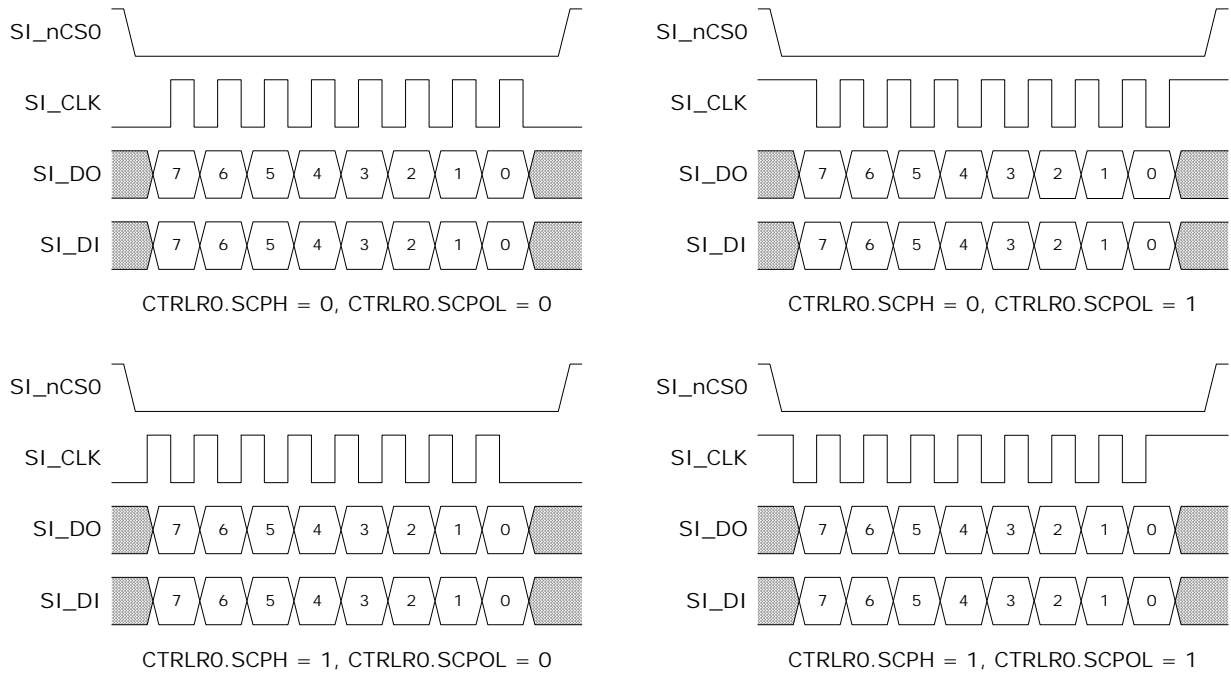 SI_nCS0
SI_CLK
SI_DO 7 6 5 4 3 2 1 0
SI_DI 7 6 5 4 3 2 1 0
CTRLR0.SCPH = 0, CTRLR0.SCPOL = 0
SI_nCS0
SI_CLK
SI_DO 7 6 5 4 3 2 1 0
SI_DI 7 6 5 4 3 2 1 0
CTRLR0.SCPH = 0, CTRLR0.SCPOL = 1
SI_nCS0
SI_CLK
SI_DO 7 6 5 4 3 2 1 0
SI_DI 7 6 5 4 3 2 1 0
CTRLR0.SCPH = 1, CTRLR0.SCPOL = 0
SI_nCS0
SI_CLK
SI_DO 7 6 5 4 3 2 1 0
SI_DI 7 6 5 4 3 2 1 0
CTRLR0.SCPH = 1, CTRLR0.SCPOL = 1